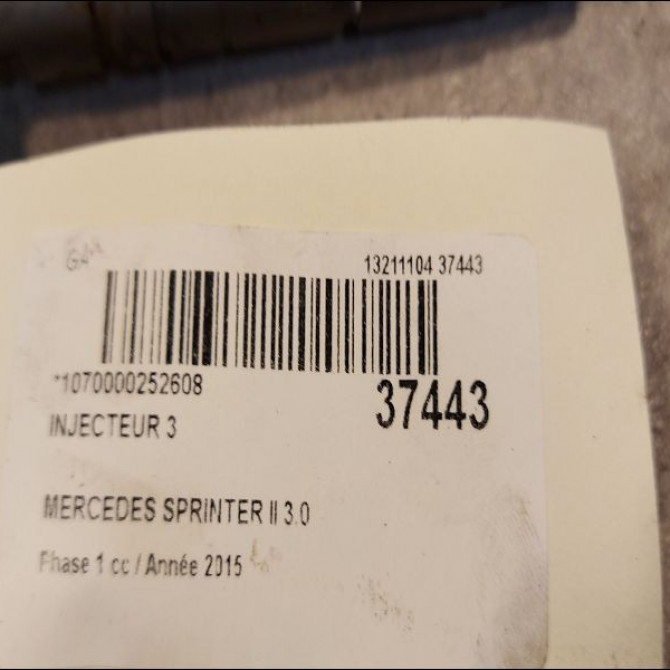 13211104 37443
*1070000252608
37443
INJECTEUR 3
MERCEDES SPRINTER II 3.0
Phase 1 cc / Année 2015